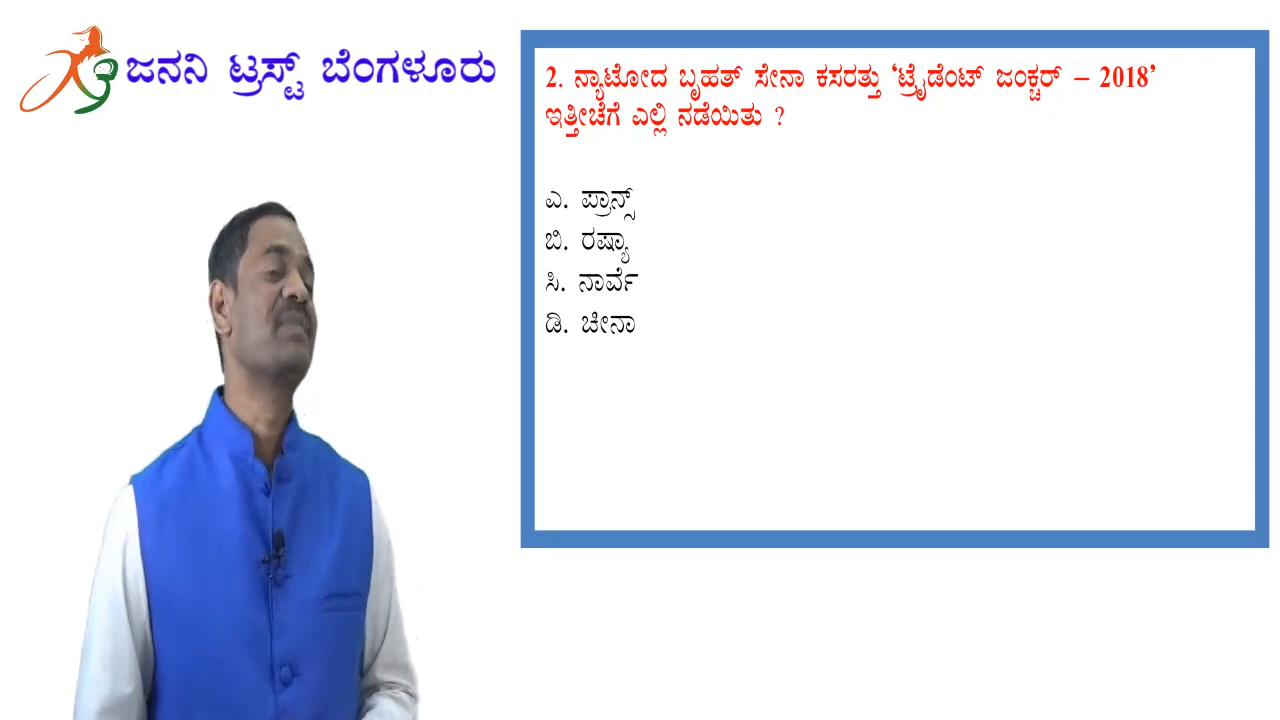 ಜನನಿ ಟ್ರಸ್ಟ್ ಬೆಂಗಳೂರು
2. ನ್ಯಾಟೋದ ಬೃಹತ್ ಸೇನಾ ಕಸರತ್ತು ‘ಟ್ರೈಡೆಂಟ್ ಜಂಕ್ಚರ್ – 2018’
ಇತ್ತೀಚೆಗೆ ಎಲ್ಲಿ ನಡೆಯಿತು ?
ಎ. ಪ್ರಾನ್ಸ್
ಬಿ. ರಷ್ಯಾ
ಸಿ. ನಾರ್ವೆ
ಡಿ. ಚೀನಾ